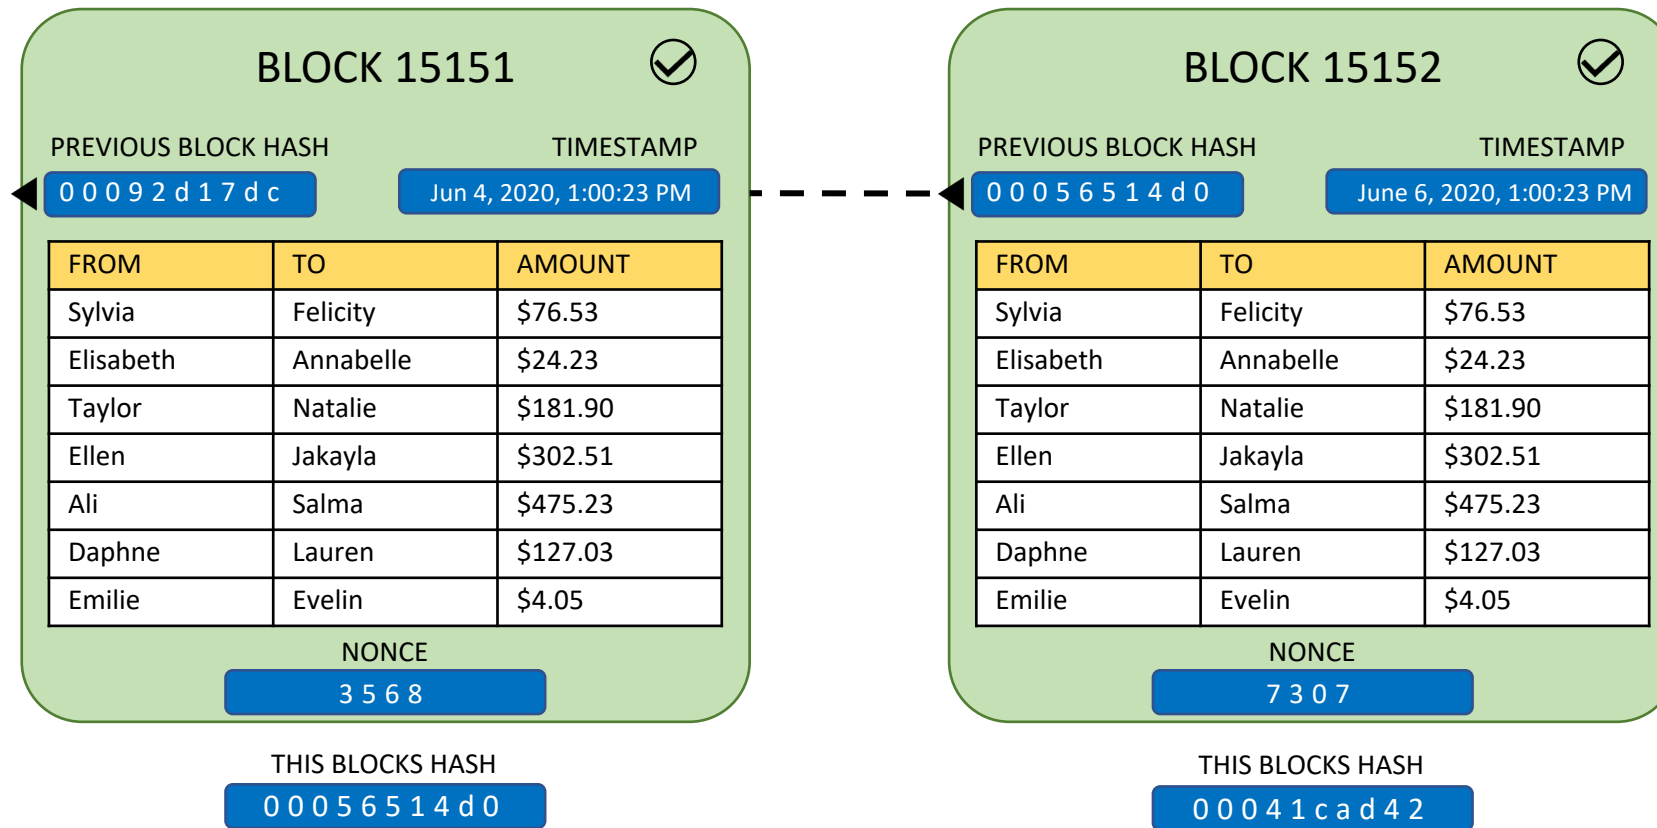 BLOCK 15151
PREVIOUS BLOCK HASH TIMESTAMP
0 0 0 9 2 d 1 7 d c Jun 4, 2020, 1:00:23 PM
FROM TO AMOUNT
Sylvia Felicity $76.53
Elisabeth Annabelle $24.23
Taylor Natalie $181.90
Ellen Jakayla $302.51
Ali Salma $475.23
Daphne Lauren $127.03
Emilie Evelin $4.05
NONCE
3 5 6 8
THIS BLOCKS HASH
0 0 0 5 6 5 1 4 d 0
BLOCK 15152
PREVIOUS BLOCK HASH TIMESTAMP
0 0 0 5 6 5 1 4 d 0 June 6, 2020, 1:00:23 PM
FROM TO AMOUNT
Sylvia Felicity $76.53
Elisabeth Annabelle $24.23
Taylor Natalie $181.90
Ellen Jakayla $302.51
Ali Salma $475.23
Daphne Lauren $127.03
Emilie Evelin $4.05
NONCE
7 3 0 7
THIS BLOCKS HASH
0 0 0 4 1 c a d 4 2